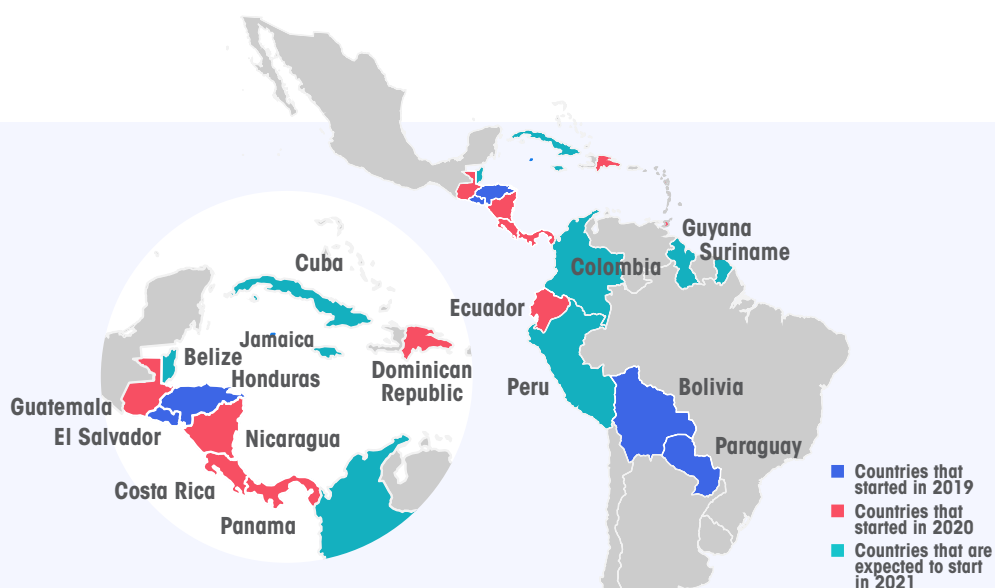 Cuba
Jamaica
Belize
Honduras
Dominican
Republic
Guatemala
El Salvador
Nicaragua
Costa Rica
Panama
Guyana
Suriname
Colombia
Ecuador
Peru
Bolivia
Paraguay
Countries that
started in 2019
Countries that
started in 2020
Countries that are
expected to start
in 2021